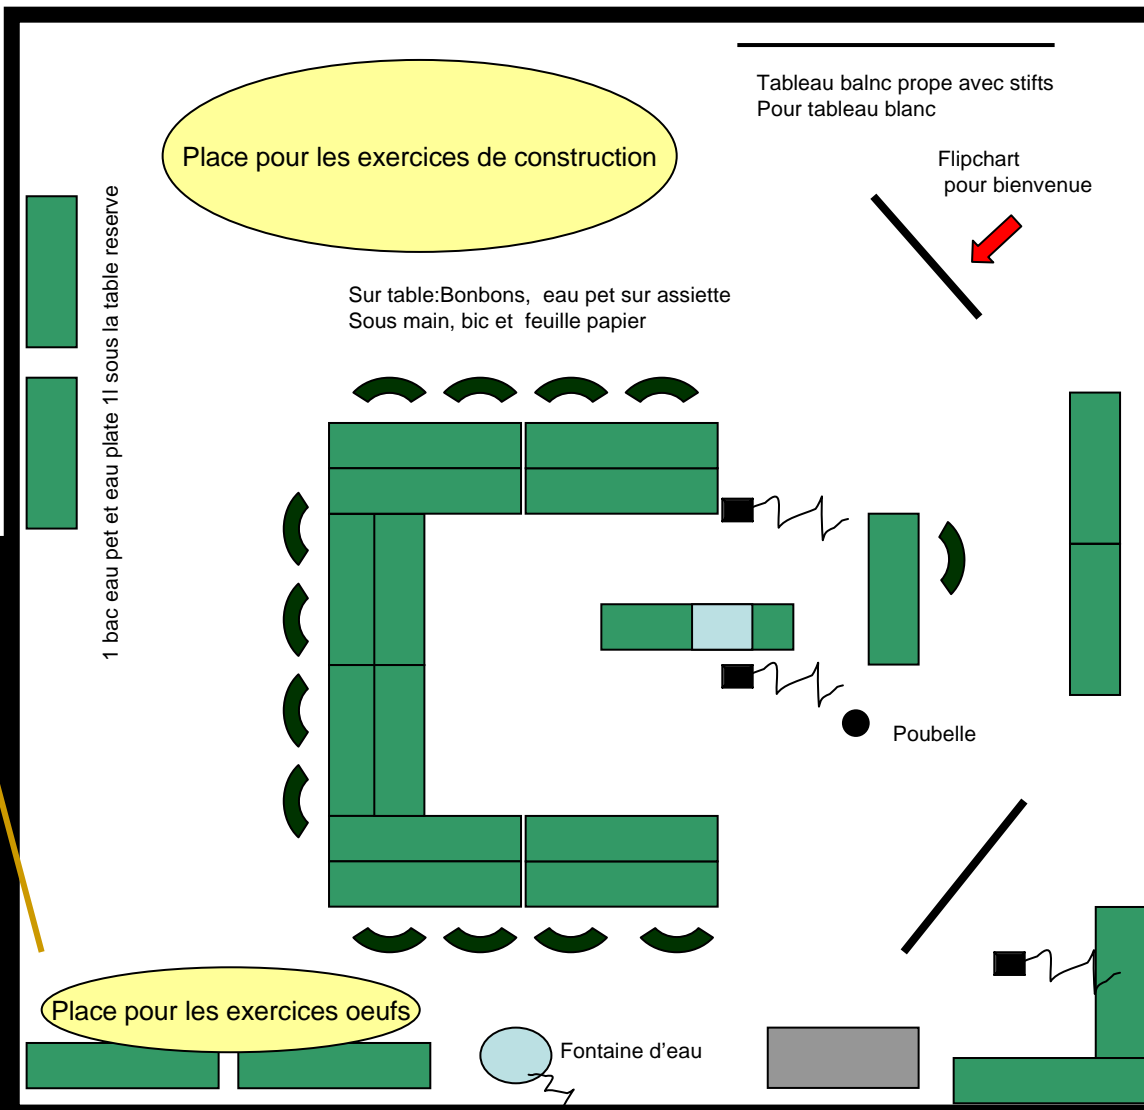 Tableau balnc prope avec stifts
Pour tableau blanc
Place pour les exercices de construction
Flipchart
pour bienvenue
1 bac eau pet et eau plate 1l sous la table reserve
Sur table:Bonbons, eau pet sur assiette
Sous main, bic et feuille papier
Poubelle
Place pour les exercices oeufs
Fontaine d'eau